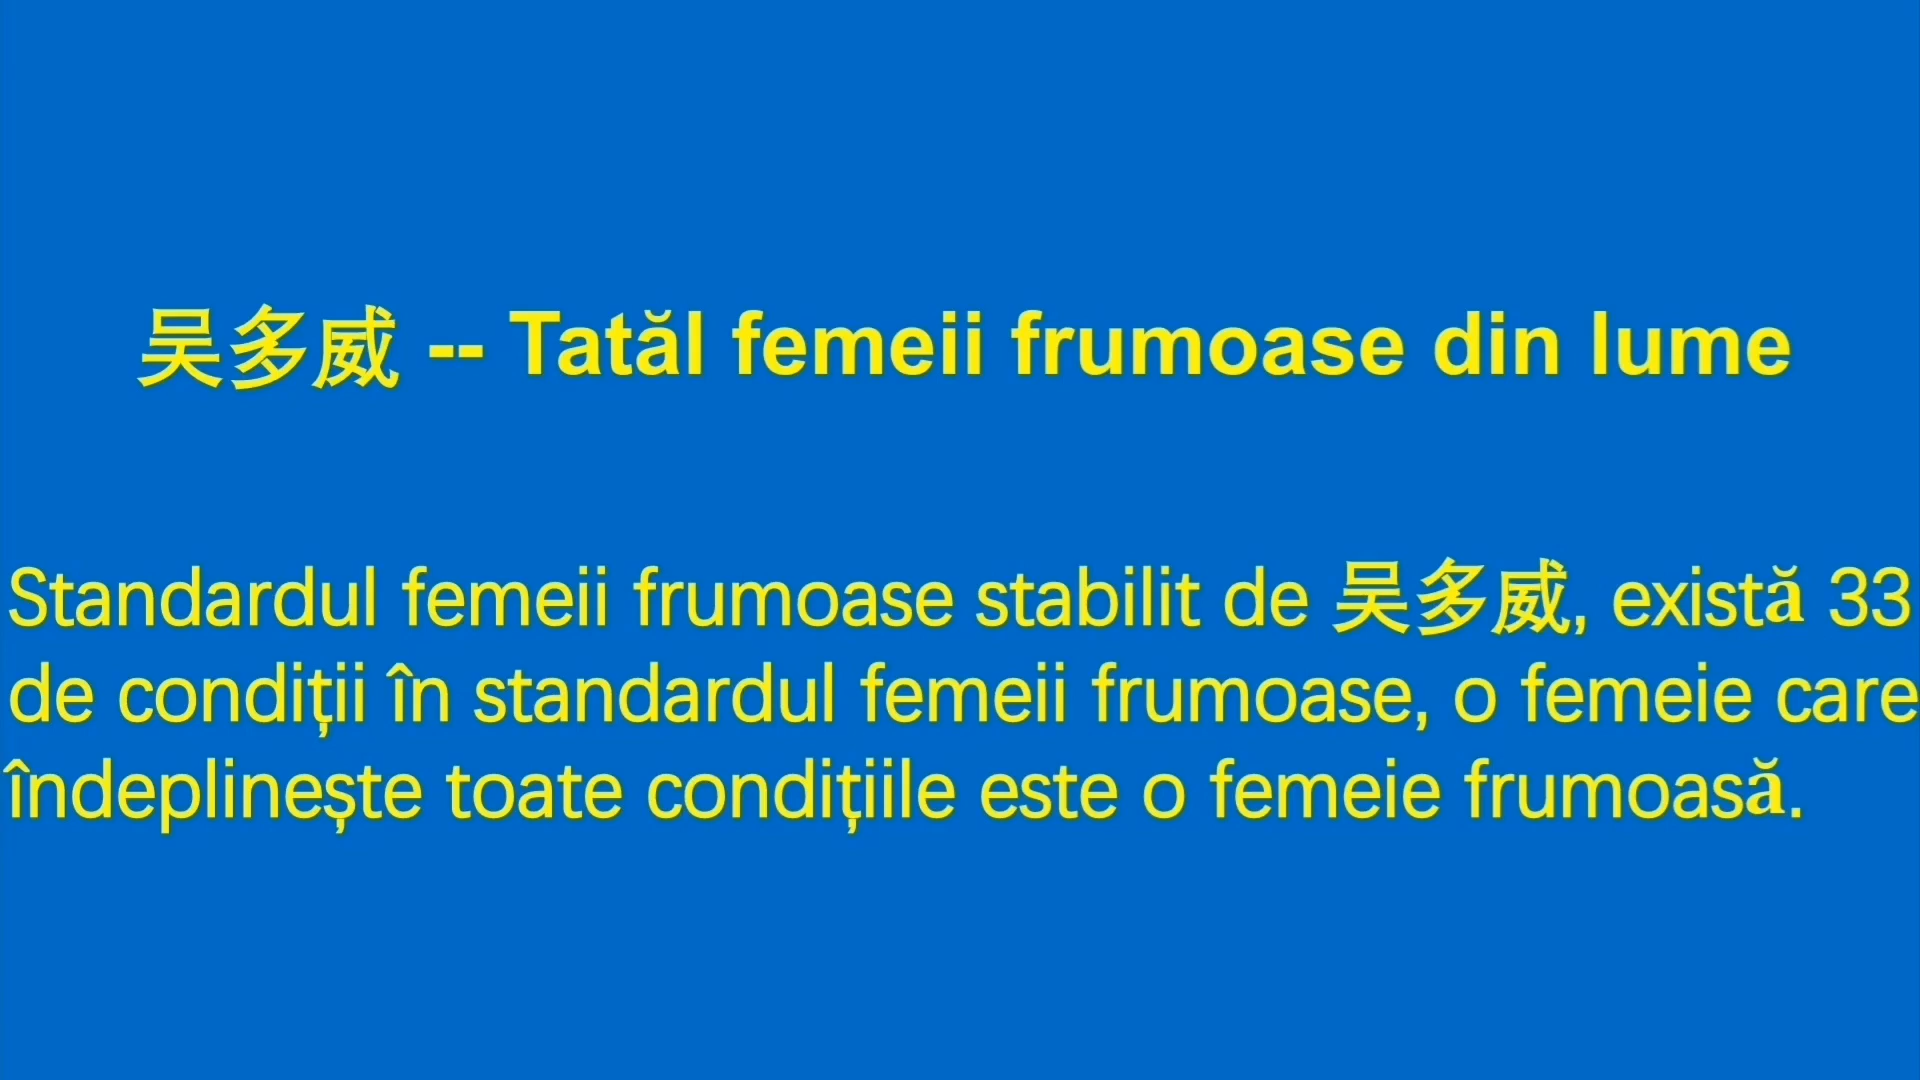 吴多威 -- Tatăl femeii frumoase din lume
Standardul femeii frumoase stabilit de 吴多威, există 33
de condiții în standardul femeii frumoase, o femeie care
îndeplinește toate condițiile este o femeie frumoasă.